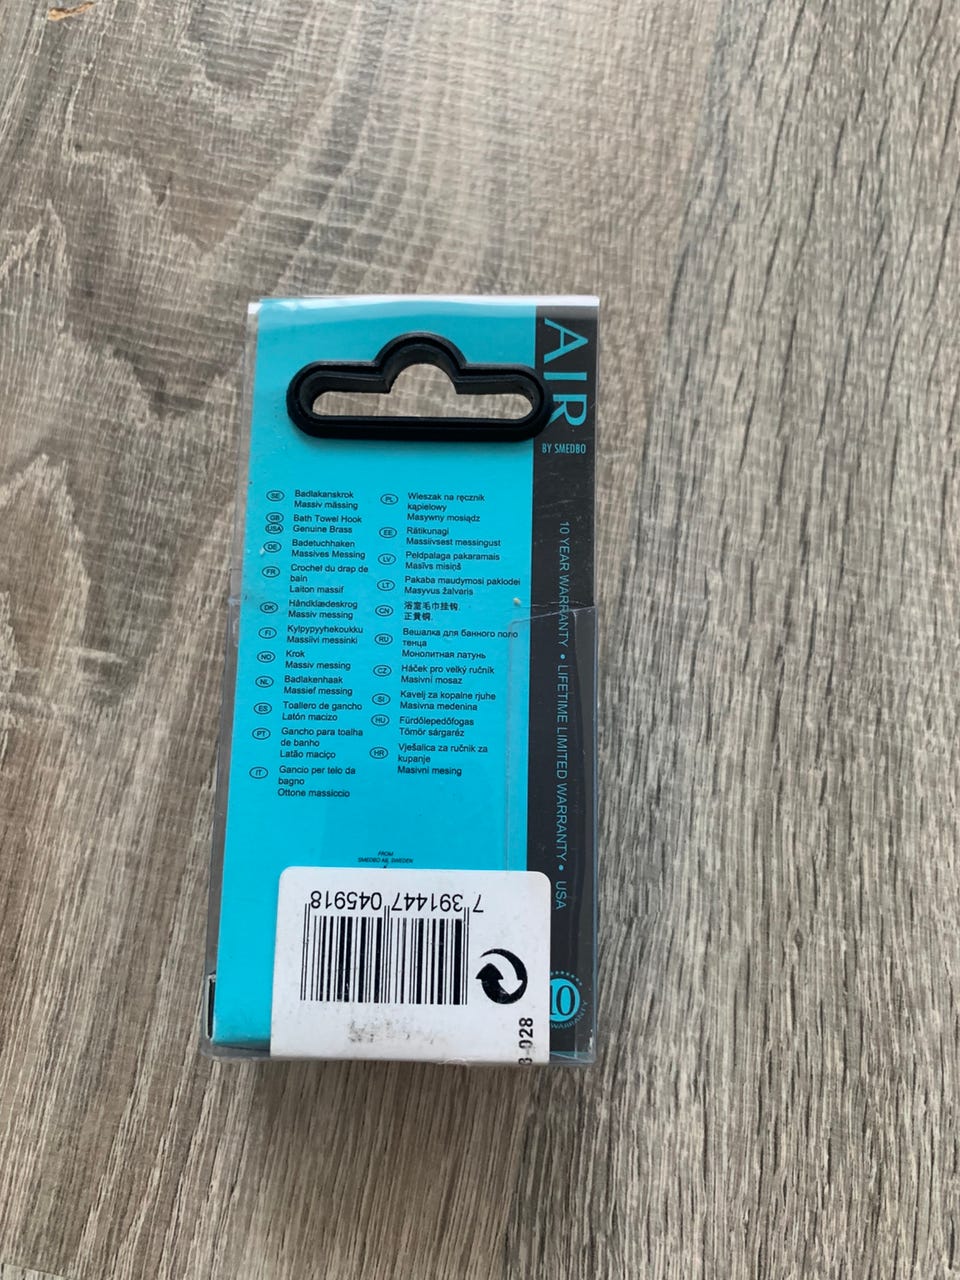 AIR
BY SMEDBO
10 YEAR WARRANTY • LIFETIME LIMITED WARRANTY • USA
SE Badlakanskrok
Massiv mässing
GB Bath Towel Hook
USA Genuine Brass
DE Badetuchhaken
Massives Messing
FR Crochet du drap de
bain
Laiton massif
DK Håndklædeskrog
Massiv messing
FI Kylpypyyhekoukku
Massiivi messinki
NO Krok
Massiv messing
NL Badlakenhaak
Massief messing
ES Toallero de gancho
Latón macizo
PT Gancho para toalha
de banho
Latão maciço
IT Gancio per telo da
bagno
Ottone massiccio
PL Wieszak na ręcznik
kąpielowy
Masywny mosiądz
EE Rätikunagi
Massiivsest messingust
LV Peldpalaga pakaramais
Masīvs misiņš
LT Pakaba maudymosi paklodei
Masyvus žalvaris
CN 浴室毛巾挂钩,
正黄铜.
RU Вешалка для банного поло
тенца
Монолитная латунь
CZ Háček pro velký ručník
Masivní mosaz
SI Kavelj za kopalne rjuhe
Masivna medenina
HU Fürdőlepedőfogas
Tömör sárgaréz
HR Vješalica za ručnik za
kupanje
Masivni mesing
FROM
SMEDBO AB, SWEDEN
7 391447 045918
10
WARRANTY
-028